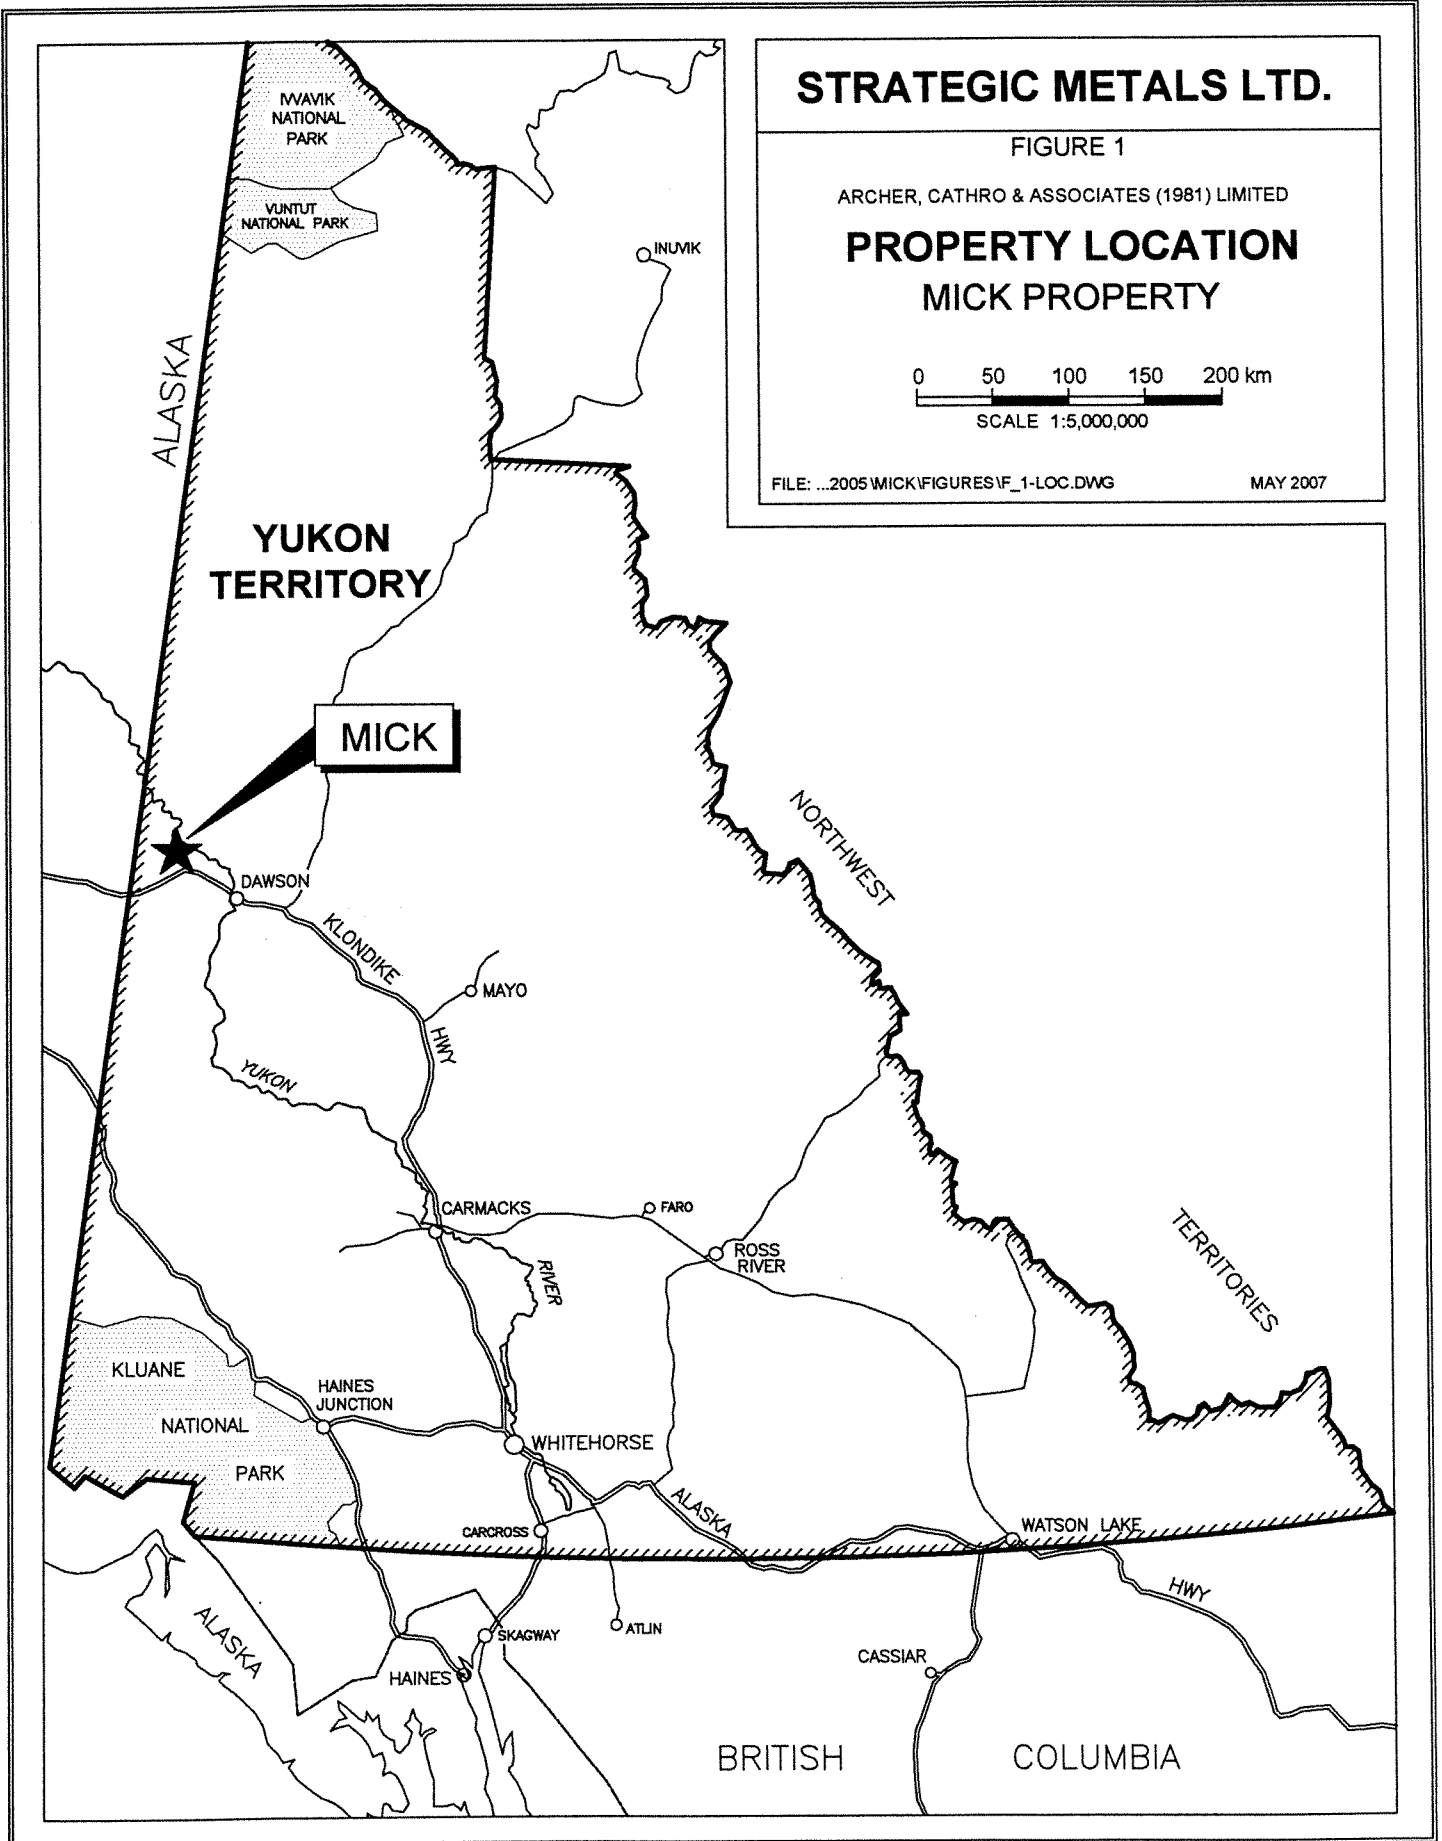 STRATEGIC METALS LTD.
FIGURE 1
ARCHER, CATHRO & ASSOCIATES (1981) LIMITED
PROPERTY LOCATION
MICK PROPERTY
0 50 100 150 200 km
SCALE 1:5,000,000
FILE: ...2005\MICK\FIGURES\F_1-LOC.DWG MAY 2007
IVVAVIK
NATIONAL
PARK
VUNTUT
NATIONAL PARK
INUVIK
ALASKA
YUKON
TERRITORY
MICK
NORTHWEST
TERRITORIES
DAWSON
KLONDIKE
HWY
MAYO
YUKON
RIVER
CARMACKS
FARO
ROSS
RIVER
KLUANE
NATIONAL
PARK
HAINES
JUNCTION
WHITEHORSE
ALASKA
HWY
CARCROSS
WATSON LAKE
ALASKA
SKAGWAY
ATLIN
HAINES
CASSIAR
BRITISH COLUMBIA